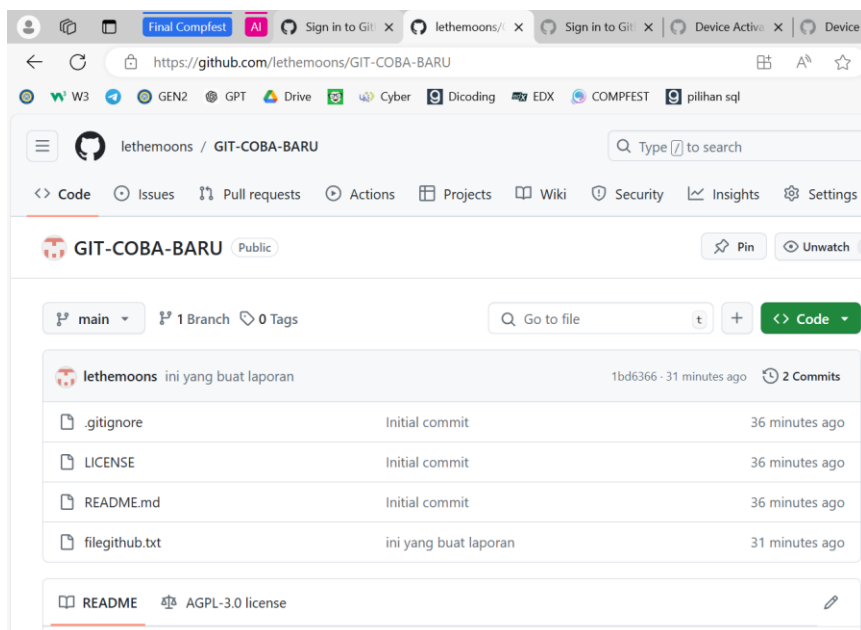 Final Compfest AI Sign in to Git lethemoons/ Sign in to Git Device Activa Device
https://github.com/lethemoons/GIT-COBA-BARU
W3 GEN2 GPT Drive Cyber Dicoding EDX COMPFEST pilihan sql
lethemoons / GIT-COBA-BARU Type / to search
Code Issues Pull requests Actions Projects Wiki Security Insights Settings
GIT-COBA-BARU Public Pin Unwatch
main 1 Branch 0 Tags Go to file t Code
lethemoons ini yang buat laporan 1bd6366 · 31 minutes ago 2 Commits
.gitignore Initial commit 36 minutes ago
LICENSE Initial commit 36 minutes ago
README.md Initial commit 36 minutes ago
filegithub.txt ini yang buat laporan 31 minutes ago
README AGPL-3.0 license